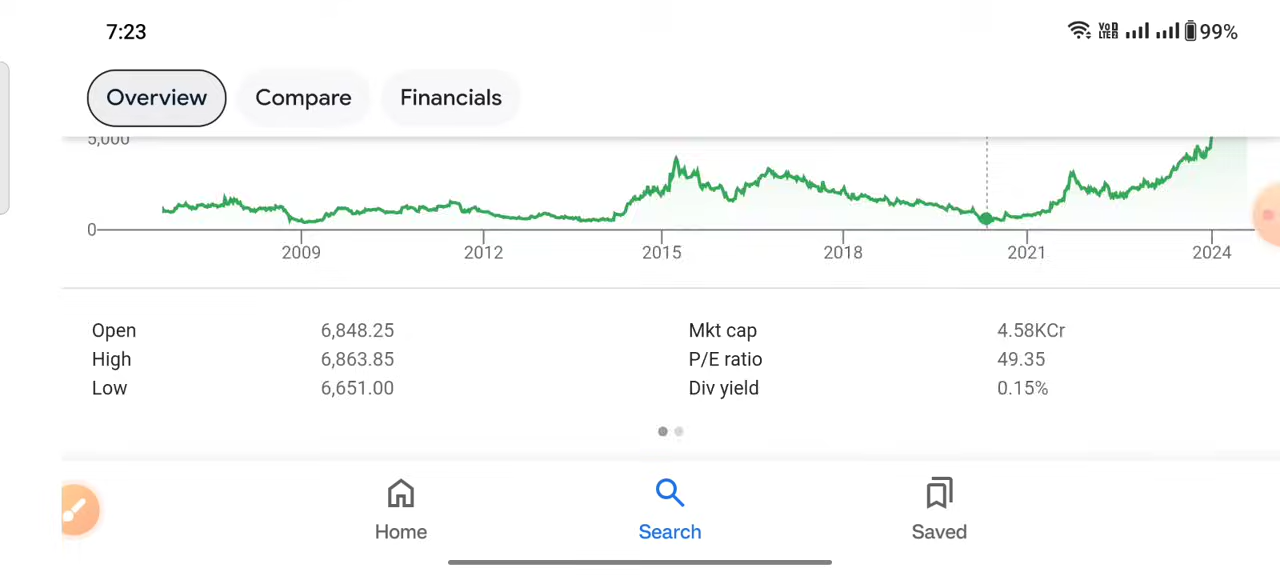 7:23 Vo) LTE 99%
Overview Compare Financials
5,000
0
2009 2012 2015 2018 2021 2024
Open 6,848.25 Mkt cap 4.58KCr
High 6,863.85 P/E ratio 49.35
Low 6,651.00 Div yield 0.15%
Home Search Saved